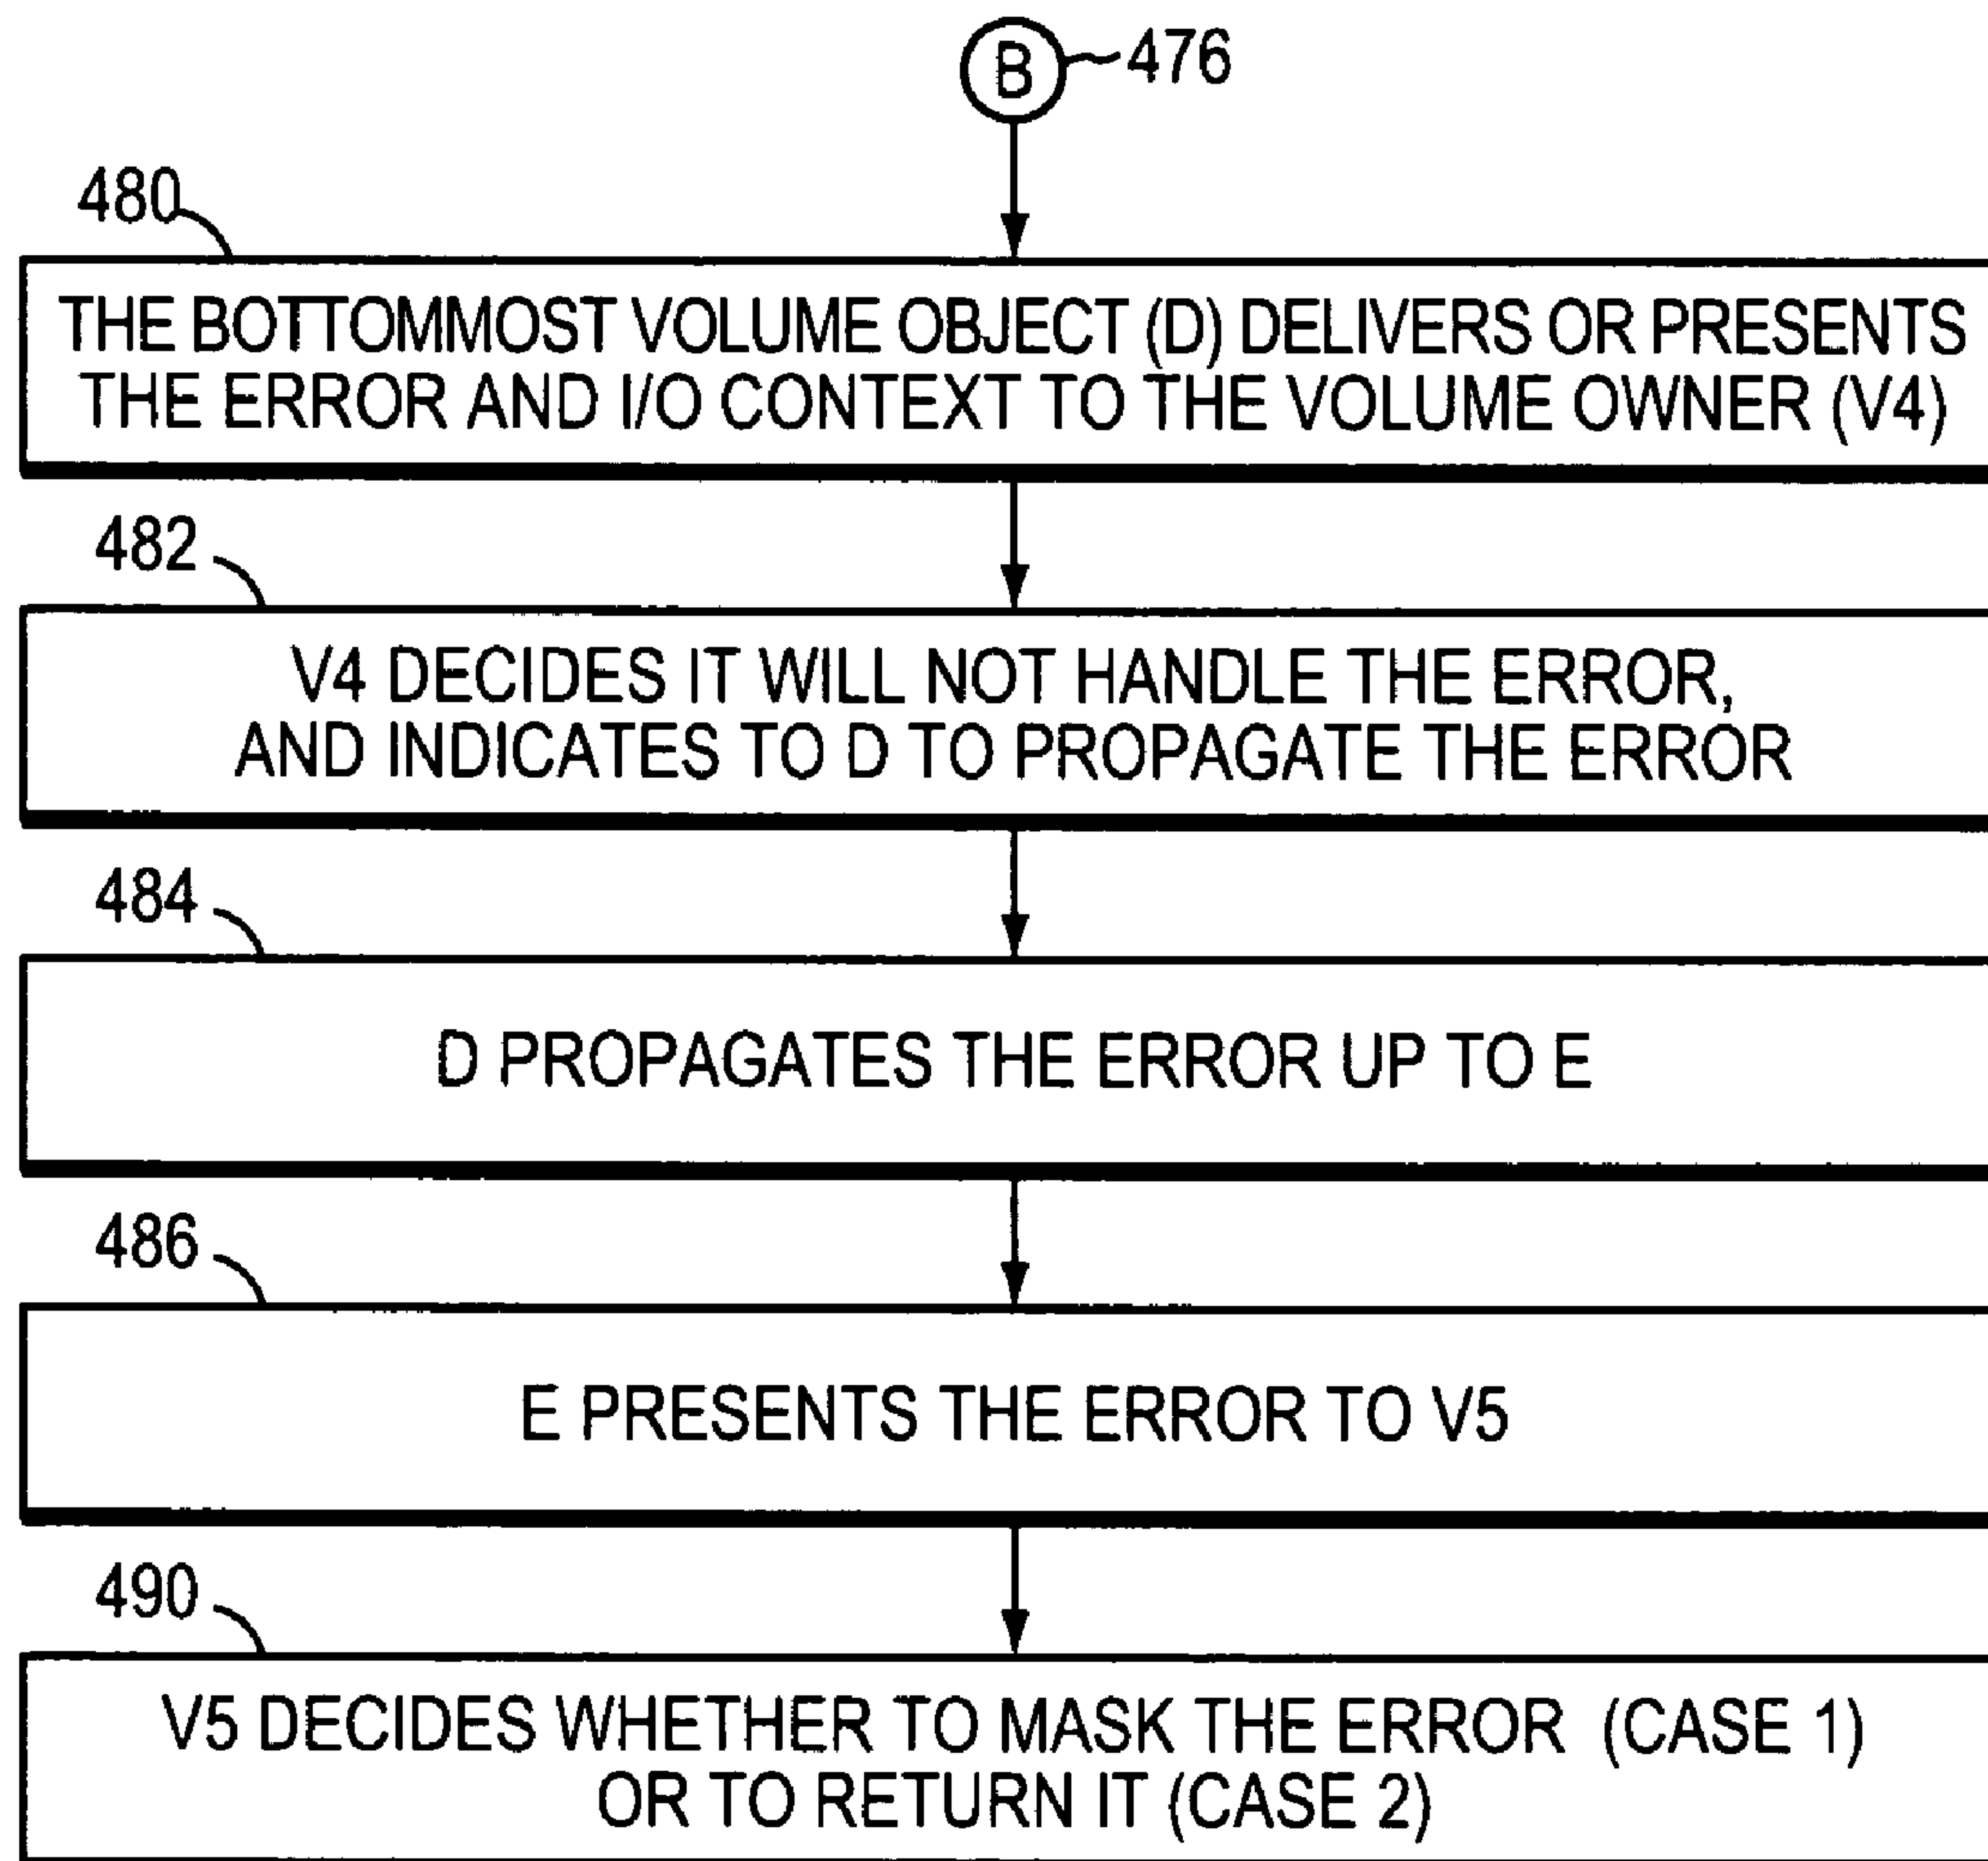 B 476
480
THE BOTTOMMOST VOLUME OBJECT (D) DELIVERS OR PRESENTS
THE ERROR AND I/O CONTEXT TO THE VOLUME OWNER (V4)
482
V4 DECIDES IT WILL NOT HANDLE THE ERROR,
AND INDICATES TO D TO PROPAGATE THE ERROR
484
D PROPAGATES THE ERROR UP TO E
486
E PRESENTS THE ERROR TO V5
490
V5 DECIDES WHETHER TO MASK THE ERROR (CASE 1)
OR TO RETURN IT (CASE 2)